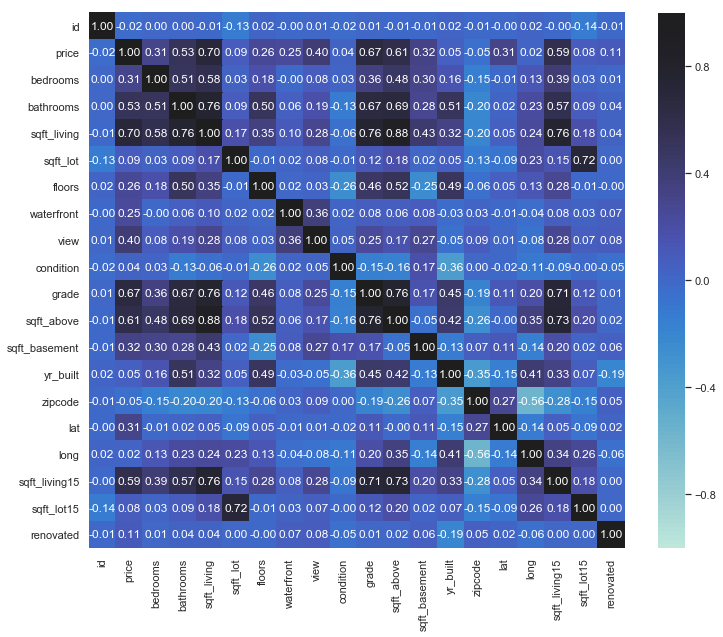 id 1.00 -0.02 0.00 0.00 -0.01 -0.13 0.02 -0.00 0.01 -0.02 0.01 -0.01 -0.01 0.02 -0.01 -0.00 0.02 -0.00 -0.14 -0.01
price -0.02 1.00 0.31 0.53 0.70 0.09 0.26 0.25 0.40 0.04 0.67 0.61 0.32 0.05 -0.05 0.31 0.02 0.59 0.08 0.11
bedrooms 0.00 0.31 1.00 0.51 0.58 0.03 0.18 -0.00 0.08 0.03 0.36 0.48 0.30 0.16 -0.15 -0.01 0.13 0.39 0.03 0.01
bathrooms 0.00 0.53 0.51 1.00 0.76 0.09 0.50 0.06 0.19 -0.13 0.67 0.69 0.28 0.51 -0.20 0.02 0.23 0.57 0.09 0.04
sqft_living -0.01 0.70 0.58 0.76 1.00 0.17 0.35 0.10 0.28 -0.06 0.76 0.88 0.43 0.32 -0.20 0.05 0.24 0.76 0.18 0.04
sqft_lot -0.13 0.09 0.03 0.09 0.17 1.00 -0.01 0.02 0.08 -0.01 0.12 0.18 0.02 0.05 -0.13 -0.09 0.23 0.15 0.72 0.00
floors 0.02 0.26 0.18 0.50 0.35 -0.01 1.00 0.02 0.03 -0.26 0.46 0.52 -0.25 0.49 -0.06 0.05 0.13 0.28 -0.01 -0.00
waterfront -0.00 0.25 -0.00 0.06 0.10 0.02 0.02 1.00 0.36 0.02 0.08 0.06 0.08 -0.03 0.03 -0.01 -0.04 0.08 0.03 0.07
view 0.01 0.40 0.08 0.19 0.28 0.08 0.03 0.36 1.00 0.05 0.25 0.17 0.27 -0.05 0.09 0.01 -0.08 0.28 0.07 0.08
condition -0.02 0.04 0.03 -0.13 -0.06 -0.01 -0.26 0.02 0.05 1.00 -0.15 -0.16 0.17 -0.36 0.00 -0.02 -0.11 -0.09 -0.00 -0.05
grade 0.01 0.67 0.36 0.67 0.76 0.12 0.46 0.08 0.25 -0.15 1.00 0.76 0.17 0.45 -0.19 0.11 0.20 0.71 0.12 0.01
sqft_above -0.01 0.61 0.48 0.69 0.88 0.18 0.52 0.06 0.17 -0.16 0.76 1.00 -0.05 0.42 -0.26 -0.00 0.35 0.73 0.20 0.02
sqft_basement -0.01 0.32 0.30 0.28 0.43 0.02 -0.25 0.08 0.27 0.17 0.17 -0.05 1.00 -0.13 0.07 0.11 -0.14 0.20 0.02 0.06
yr_built 0.02 0.05 0.16 0.51 0.32 0.05 0.49 -0.03 -0.05 -0.36 0.45 0.42 -0.13 1.00 -0.35 -0.15 0.41 0.33 0.07 -0.19
zipcode -0.01 -0.05 -0.15 -0.20 -0.20 -0.13 -0.06 0.03 0.09 0.00 -0.19 -0.26 0.07 -0.35 1.00 0.27 -0.56 -0.28 -0.15 0.05
lat -0.00 0.31 -0.01 0.02 0.05 -0.09 0.05 -0.01 0.01 -0.02 0.11 -0.00 0.11 -0.15 0.27 1.00 -0.14 0.05 -0.09 0.02
long 0.02 0.02 0.13 0.23 0.24 0.23 0.13 -0.04 -0.08 -0.11 0.20 0.35 -0.14 0.41 -0.56 -0.14 1.00 0.34 0.26 -0.06
sqft_living15 -0.00 0.59 0.39 0.57 0.76 0.15 0.28 0.08 0.28 -0.09 0.71 0.73 0.20 0.33 -0.28 0.05 0.34 1.00 0.18 0.00
sqft_lot15 -0.14 0.08 0.03 0.09 0.18 0.72 -0.01 0.03 0.07 -0.00 0.12 0.20 0.02 0.07 -0.15 -0.09 0.26 0.18 1.00 0.00
renovated -0.01 0.11 0.01 0.04 0.04 0.00 -0.00 0.07 0.08 -0.05 0.01 0.02 0.06 -0.19 0.05 0.02 -0.06 0.00 0.00 1.00
id price bedrooms bathrooms sqft_living sqft_lot floors waterfront view condition grade sqft_above sqft_basement yr_built zipcode lat long sqft_living15 sqft_lot15 renovated
0.8
0.4
0.0
−0.4
−0.8